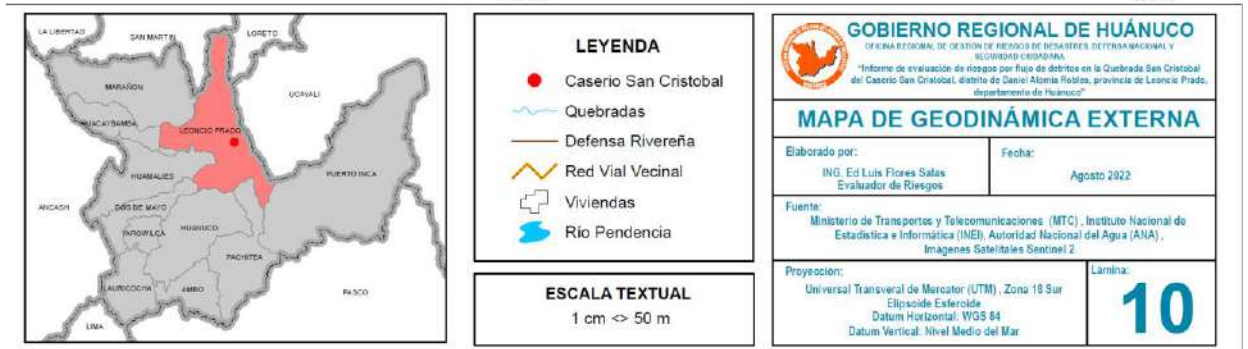 LA LIBERTAD
SAN MARTIN
LORETO
MARAÑON
UCAYALI
HUACAYBAMBA
LEONCIO PRADO
HUAMALIES
PUERTO INCA
ANCASH
DOS DE MAYO
YAROWILCA
HUANUCO
PACHITEA
LAURICOCHA
AMBO
PASCO
LIMA
LEYENDA
Caserio San Cristobal
Quebradas
Defensa Rivereña
Red Vial Vecinal
Viviendas
Río Pendencia
ESCALA TEXTUAL
1 cm <> 50 m
GOBIERNO REGIONAL DE HUÁNUCO
OFICINA REGIONAL DE GESTION DE RIESGOS DE DESASTRES, DEFENSA NACIONAL Y
SEGURIDAD CIUDADANA
"Informe de evaluación de riesgos por flujo de detritos en la Quebrada San Cristobal
del Caserio San Cristobal, distrito de Daniel Alomia Robles, provincia de Leoncio Prado,
departamento de Huánuco"
MAPA DE GEODINÁMICA EXTERNA
Elaborado por:
ING. Ed Luis Flores Salas
Evaluador de Riesgos
Fecha:
Agosto 2022
Fuente:
Ministerio de Transportes y Telecomunicaciones (MTC), Instituto Nacional de
Estadística e Informática (INEI), Autoridad Nacional del Agua (ANA),
Imagenes Satelitales Sentinel 2
Proyección:
Universal Transveral de Mercator (UTM), Zona 18 Sur
Elipsoide Esferoide
Datum Horizontal: WGS 84
Datum Vertical: Nivel Medio del Mar
Lámina:
10